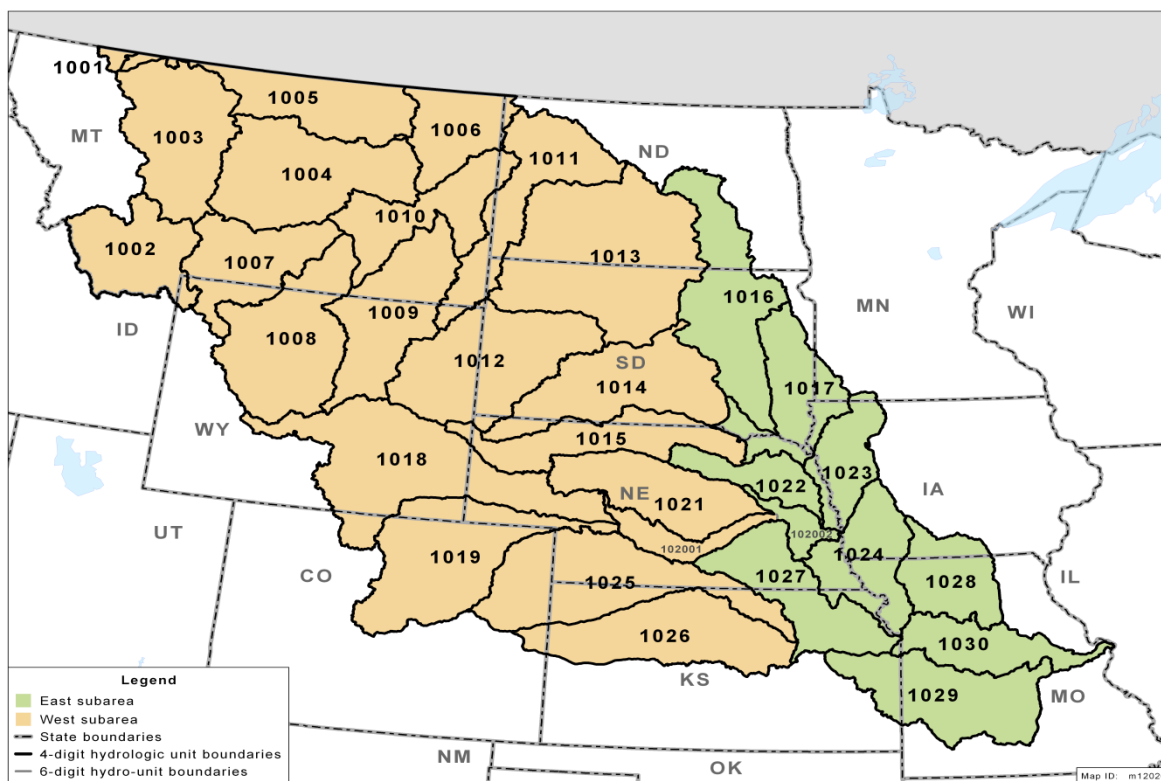 1001
1005
1006
MT
1003
1011
ND
1004
1010
1002
1007
1013
1016
MN
WI
ID
1008
1009
1012
SD
1014
1017
WY
1015
1018
1023
NE
1021
1022
IA
UT
102001
102002
1019
1024
CO
1025
1027
1028
IL
1026
1030
KS
1029
MO
NM
OK
Legend
East subarea
West subarea
State boundaries
4-digit hydrologic unit boundaries
6-digit hydro-unit boundaries
Map ID: m1202